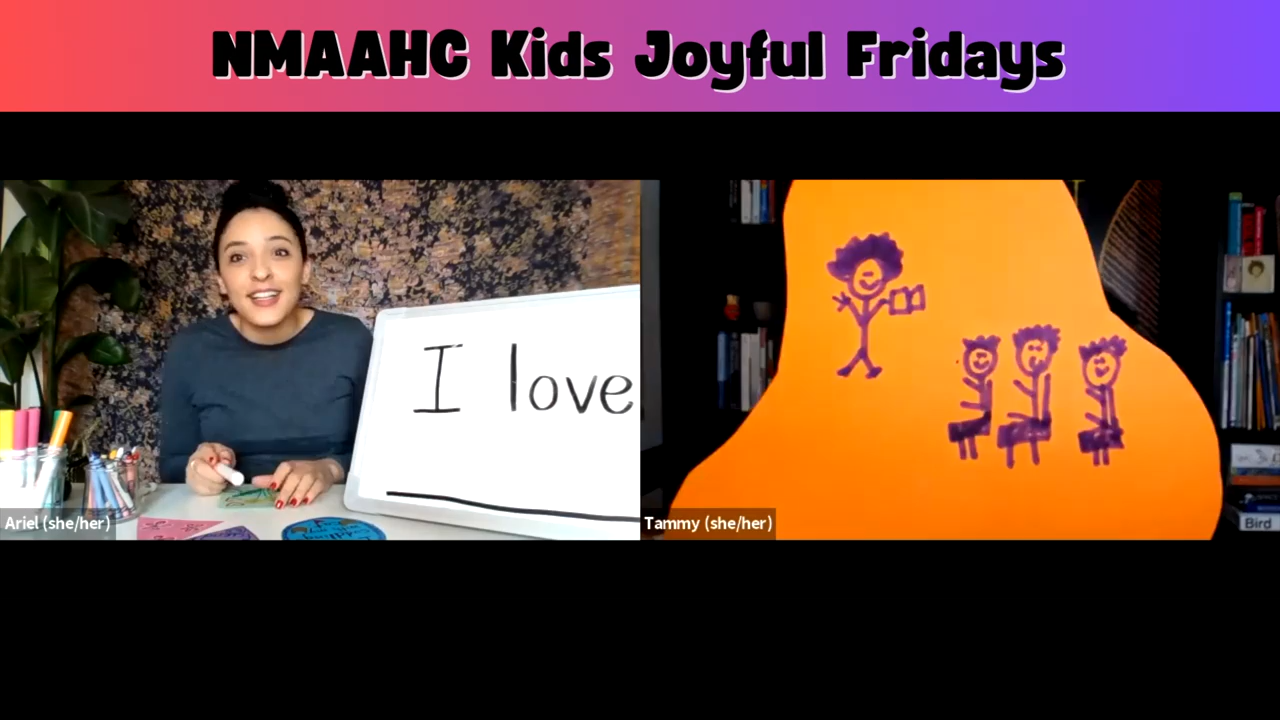 NMAAHC Kids Joyful Fridays
I love
Ariel (she/her)
Tammy (she/her)
Bird